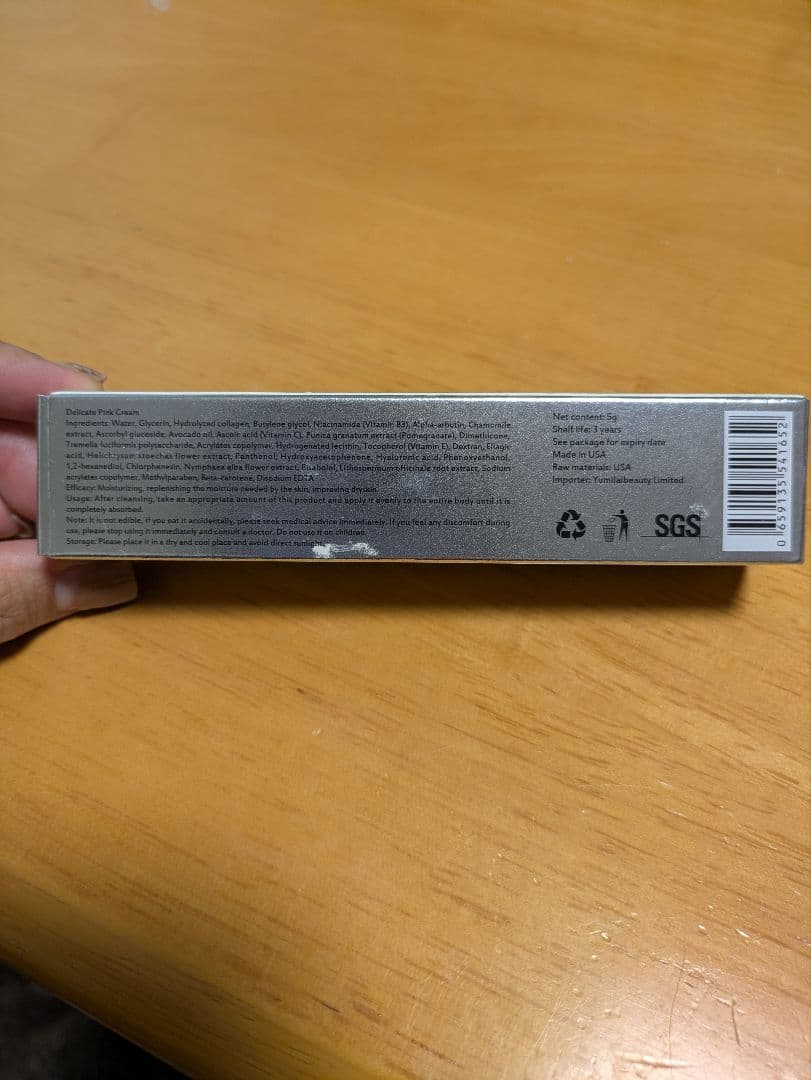 Delicate Pink Cream
Ingredients: Water, Glycerin, Hydrolyzed collagen, Butylene glycol, Niacinamide (Vitamin B3), Alpha-arbutin, Chamomile
extract, Ascorbyl glucoside, Avocado oil, Ascoic acid (Vitamin C), Punica granatum extract (Pomegranate), Dimethicone,
Tremella fuciformis polysaccharide, Acrylates copolymer, Hydrogenated lecithin, Tocopherol (Vitamin E), Dextran, Ellagic
acid, Helichrysum stoechas flower extract, Panthenol, Hydroxyacetophenone, Hyaluronic acid, Phenoxyethanol,
1,2-hexanediol, Chlorphenesin, Nymphaea alba flower extract, Bisabolol, Lithospermum officinale root extract, Sodium
acrylates copolymer, Methylparaben, Beta-carotene, Disodium EDTA
Efficacy: Moisturizing, replenishing the moisture needed by the skin, improving dryskin.
Usage: After cleansing, take an appropriate amount of this product and apply it evenly to the entire body until it is
completely absorbed.
Note: It is not edible, if you eat it accidentally, please seek medical advice immediately. If you feel any discomfort during
use, please stop using it immediately and consult a doctor. Do not use it on children.
Storage: Please place it in a dry and cool place and avoid direct sunlight.
Net content: 5g
Shelf life: 3 years
See package for expiry date
Made in USA
Raw materials: USA
Importer: Yumilaibeauty Limited
SGS
0659135541652